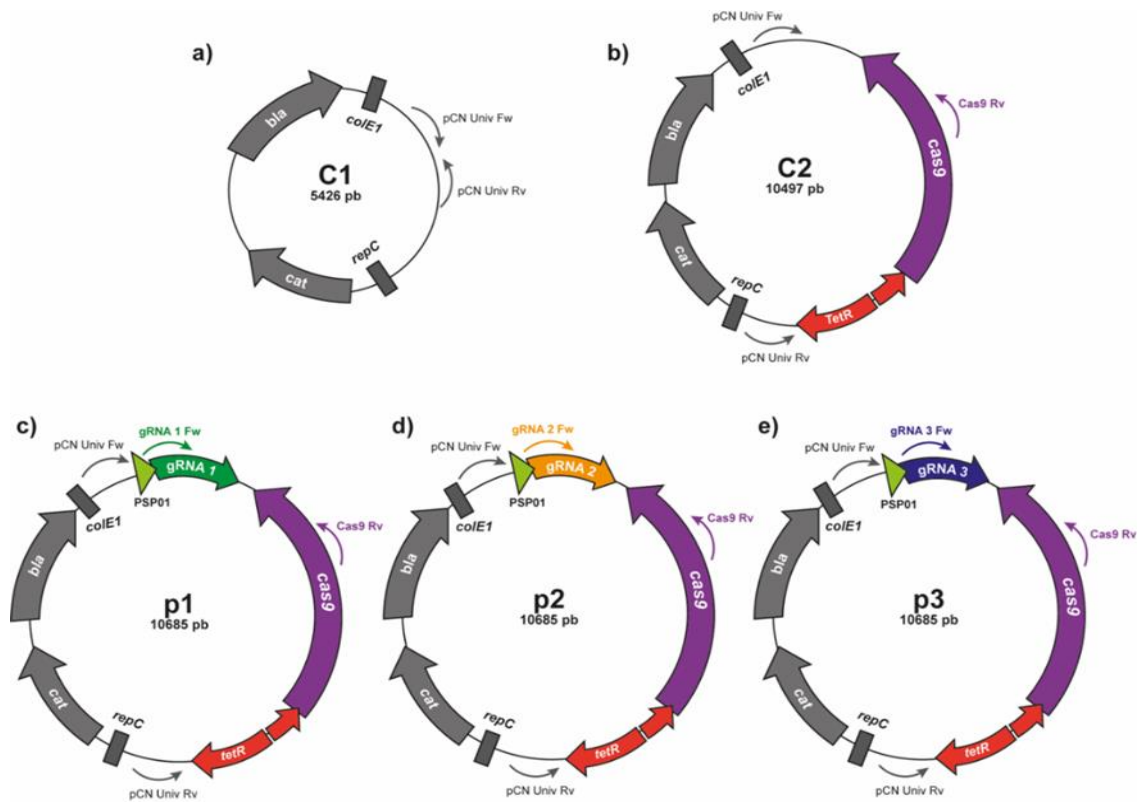 a)
bla
colE1
pCN Univ Fw
pCN Univ Rv
C1
5426 pb
repC
cat
b)
pCN Univ Fw
colE1
bla
Cas9 Rv
cas9
C2
10497 pb
cat
repC
TetR
pCN Univ Rv
c)
pCN Univ Fw
gRNA 1 Fw
gRNA 1
PSP01
colE1
bla
Cas9 Rv
cas9
p1
10685 pb
cat
repC
tetR
pCN Univ Rv
d)
pCN Univ Fw
gRNA 2 Fw
gRNA 2
PSP01
colE1
bla
Cas9 Rv
cas9
p2
10685 pb
cat
repC
tetR
pCN Univ Rv
e)
pCN Univ Fw
gRNA 3 Fw
gRNA 3
PSP01
colE1
bla
Cas9 Rv
cas9
p3
10685 pb
cat
repC
tetR
pCN Univ Rv